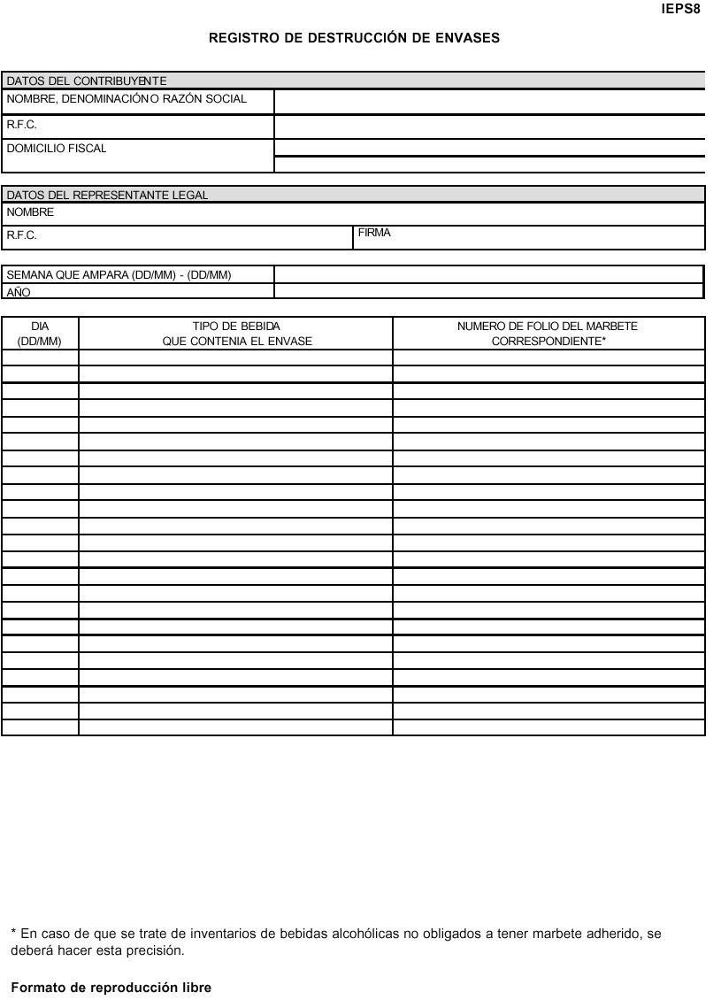 IEPS8
REGISTRO DE DESTRUCCIÓN DE ENVASES
DATOS DEL CONTRIBUYENTE
NOMBRE, DENOMINACIÓN O RAZÓN SOCIAL
R.F.C.
DOMICILIO FISCAL
DATOS DEL REPRESENTANTE LEGAL
NOMBRE
R.F.C. FIRMA
SEMANA QUE AMPARA (DD/MM) - (DD/MM)
AÑO
DIA TIPO DE BEBIDA NUMERO DE FOLIO DEL MARBETE
(DD/MM) QUE CONTENIA EL ENVASE CORRESPONDIENTE*
* En caso de que se trate de inventarios de bebidas alcohólicas no obligados a tener marbete adherido, se
deberá hacer esta precisión.
Formato de reproducción libre